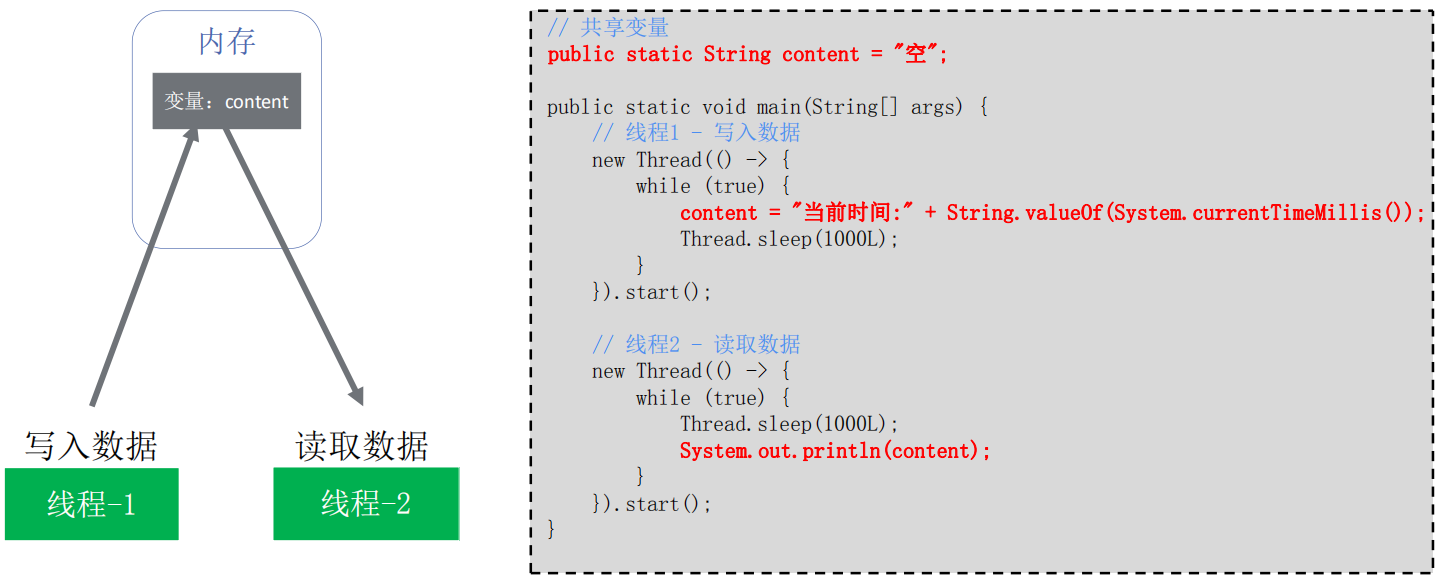 内存
变量：content
写入数据
线程-1
读取数据
线程-2
// 共享变量
public static String content = "空";
public static void main(String[] args) {
// 线程1 - 写入数据
new Thread(() -> {
while (true) {
content = "当前时间:" + String.valueOf(System.currentTimeMillis());
Thread.sleep(1000L);
}
}).start();
// 线程2 - 读取数据
new Thread(() -> {
while (true) {
Thread.sleep(1000L);
System.out.println(content);
}
}).start();
}